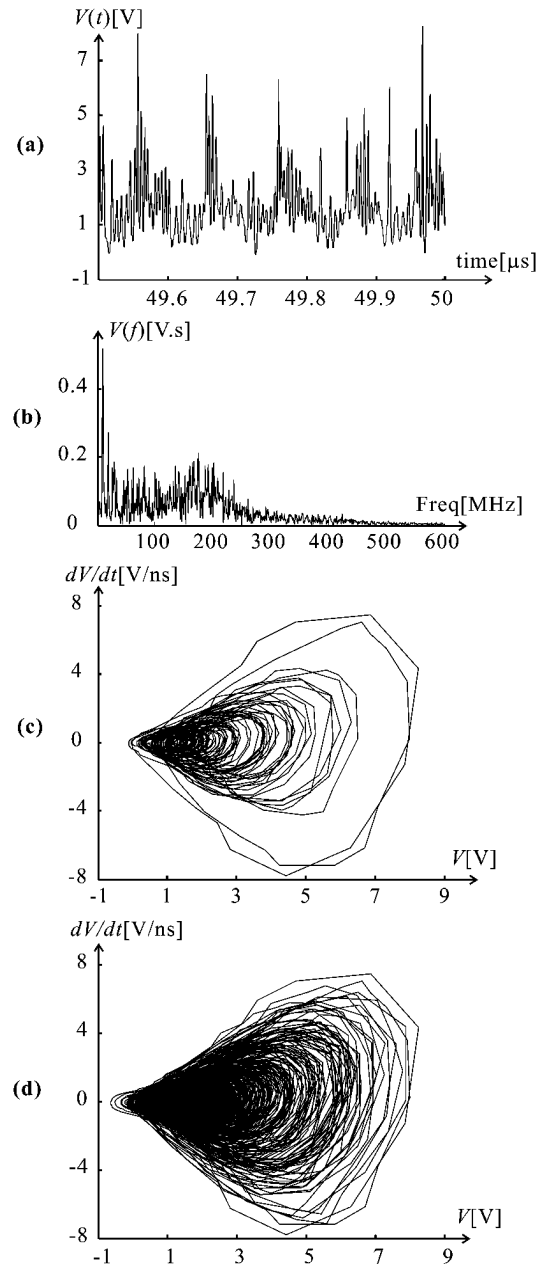 V(t)[V]
7
5
(a)
3
1
-1
time[µs]
49.6 49.7 49.8 49.9 50
V(f)[V.s]
0.4
(b)
0.2
Freq[MHz]
0
100 200 300 400 500 600
dV/dt[V/ns]
8
4
(c)
0
-4
V[V]
-8
-1 1 3 5 7 9
dV/dt[V/ns]
8
4
(d)
0
-4
V[V]
-8
-1 1 3 5 7 9